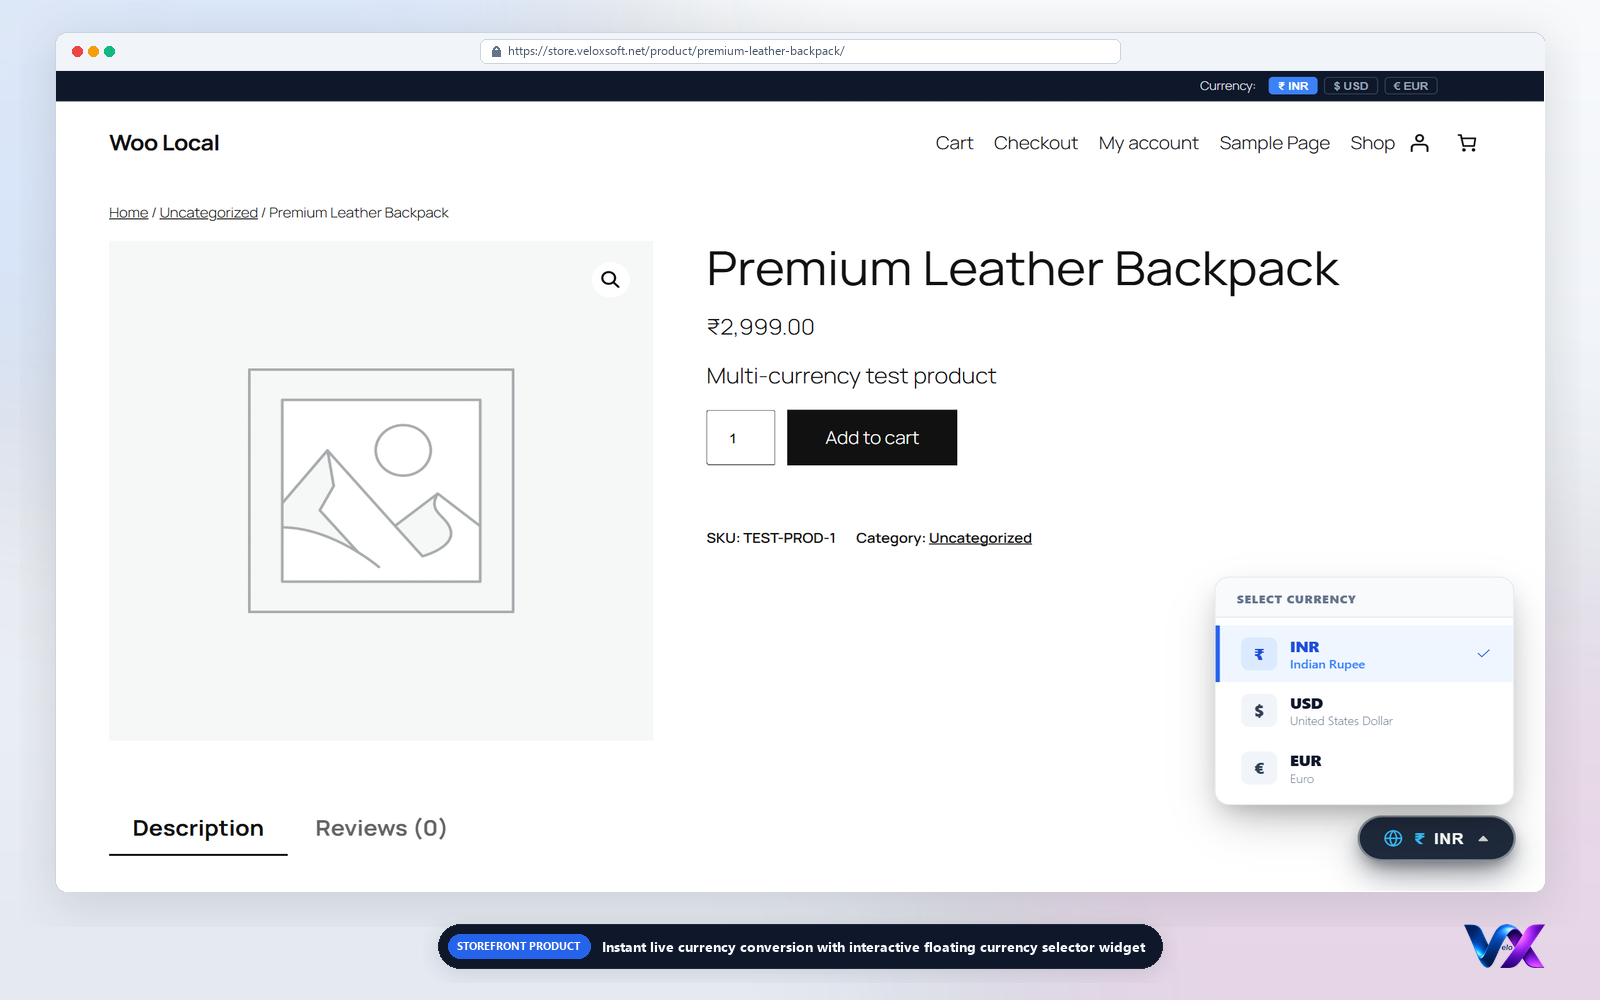 https://store.veloxsoft.net/product/premium-leather-backpack/
Currency: ₹ INR $ USD € EUR
Woo Local
Cart Checkout My account Sample Page Shop
Home / Uncategorized / Premium Leather Backpack
Premium Leather Backpack
₹2,999.00
Multi-currency test product
1 Add to cart
SKU: TEST-PROD-1 Category: Uncategorized
SELECT CURRENCY
₹ INR
Indian Rupee
$ USD
United States Dollar
€ EUR
Euro
Description Reviews (0)
₹ INR
STOREFRONT PRODUCT Instant live currency conversion with interactive floating currency selector widget
VX
elo